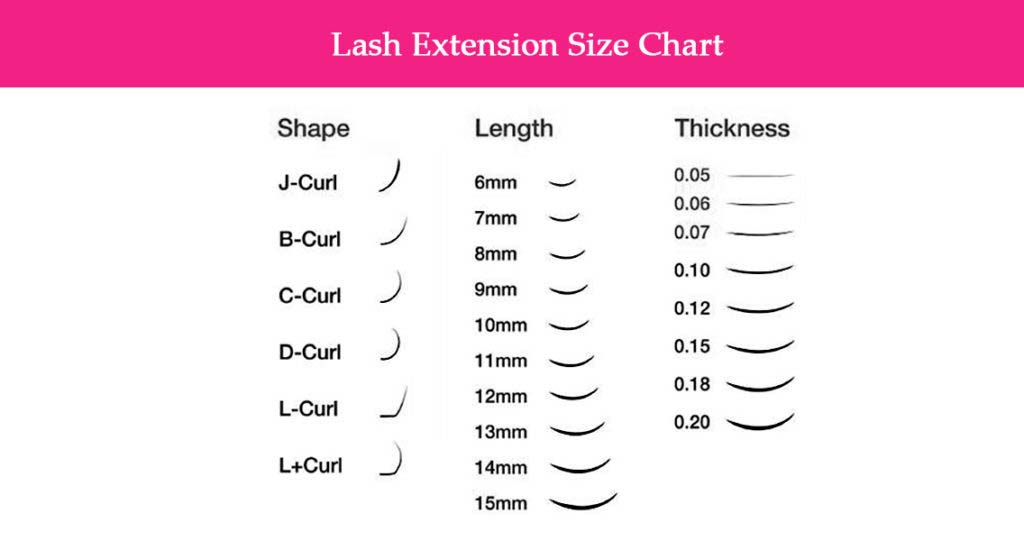 Lash Extension Size Chart
Shape
J-Curl
B-Curl
C-Curl
D-Curl
L-Curl
L+Curl
Length
6mm
7mm
8mm
9mm
10mm
11mm
12mm
13mm
14mm
15mm
Thickness
0.05
0.06
0.07
0.10
0.12
0.15
0.18
0.20